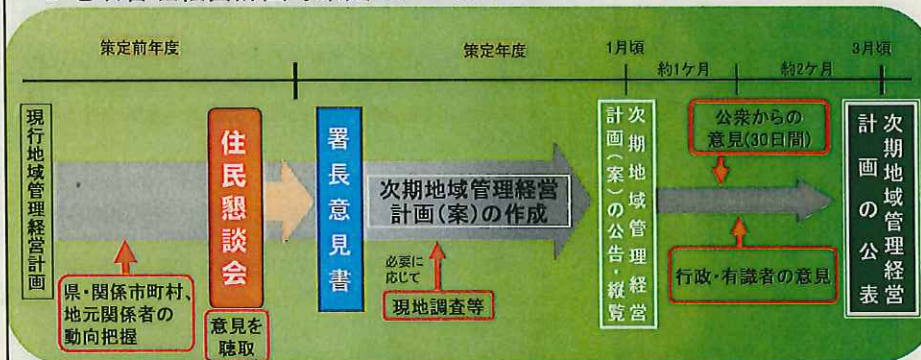 策定前年度
策定年度
1月頃
3月頃
約1ケ月
約2ケ月
現行地域管理経営計画
住民懇談会
署長意見書
次期地域管理経営
計画(案)の作成
次期地域管理経営
計画(案)の公告・縦覧
公衆からの
意見(30日間)
次期地域管理経営
計画の公表
県・関係市町村、
地元関係者の
動向把握
意見を
聴取
必要に
応じて
現地調査等
行政・有識者の意見